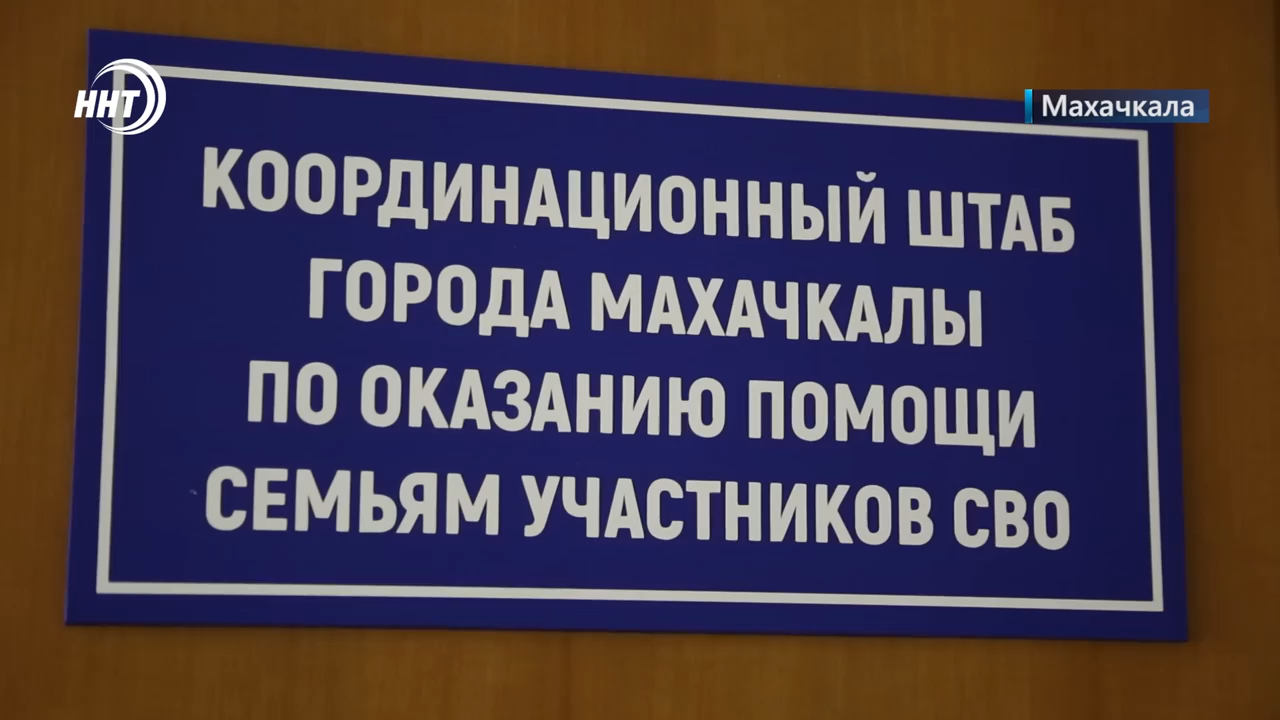 ННТ
Махачкала
КООРДИНАЦИОННЫЙ ШТАБ
ГОРОДА МАХАЧКАЛЫ
ПО ОКАЗАНИЮ ПОМОЩИ
СЕМЬЯМ УЧАСТНИКОВ СВО